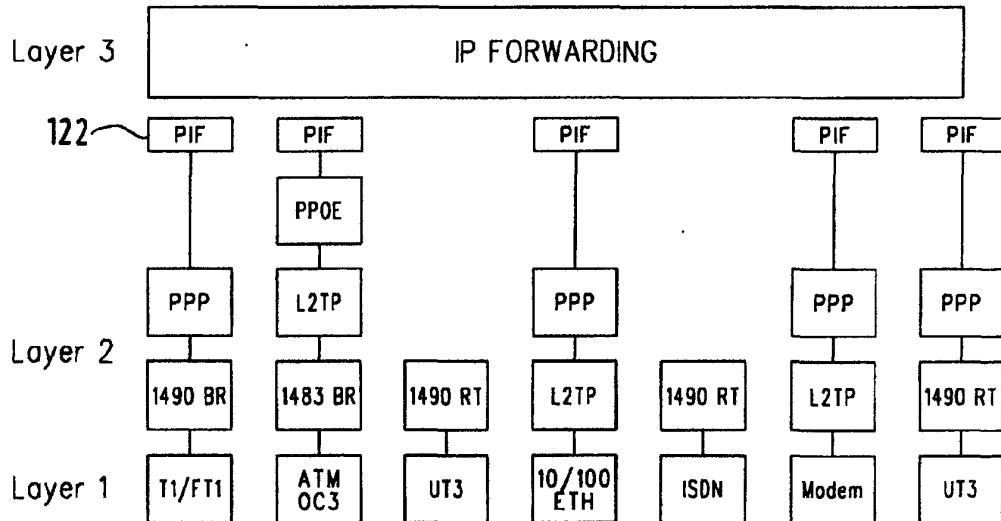 Layer 3
IP FORWARDING
122
PIF PIF PIF PIF PIF
PPOE
PPP L2TP PPP PPP PPP
Layer 2
1490 BR 1483 BR 1490 RT L2TP 1490 RT L2TP 1490 RT
Layer 1
T1/FT1 ATM OC3 UT3 10/100 ETH ISDN Modem UT3